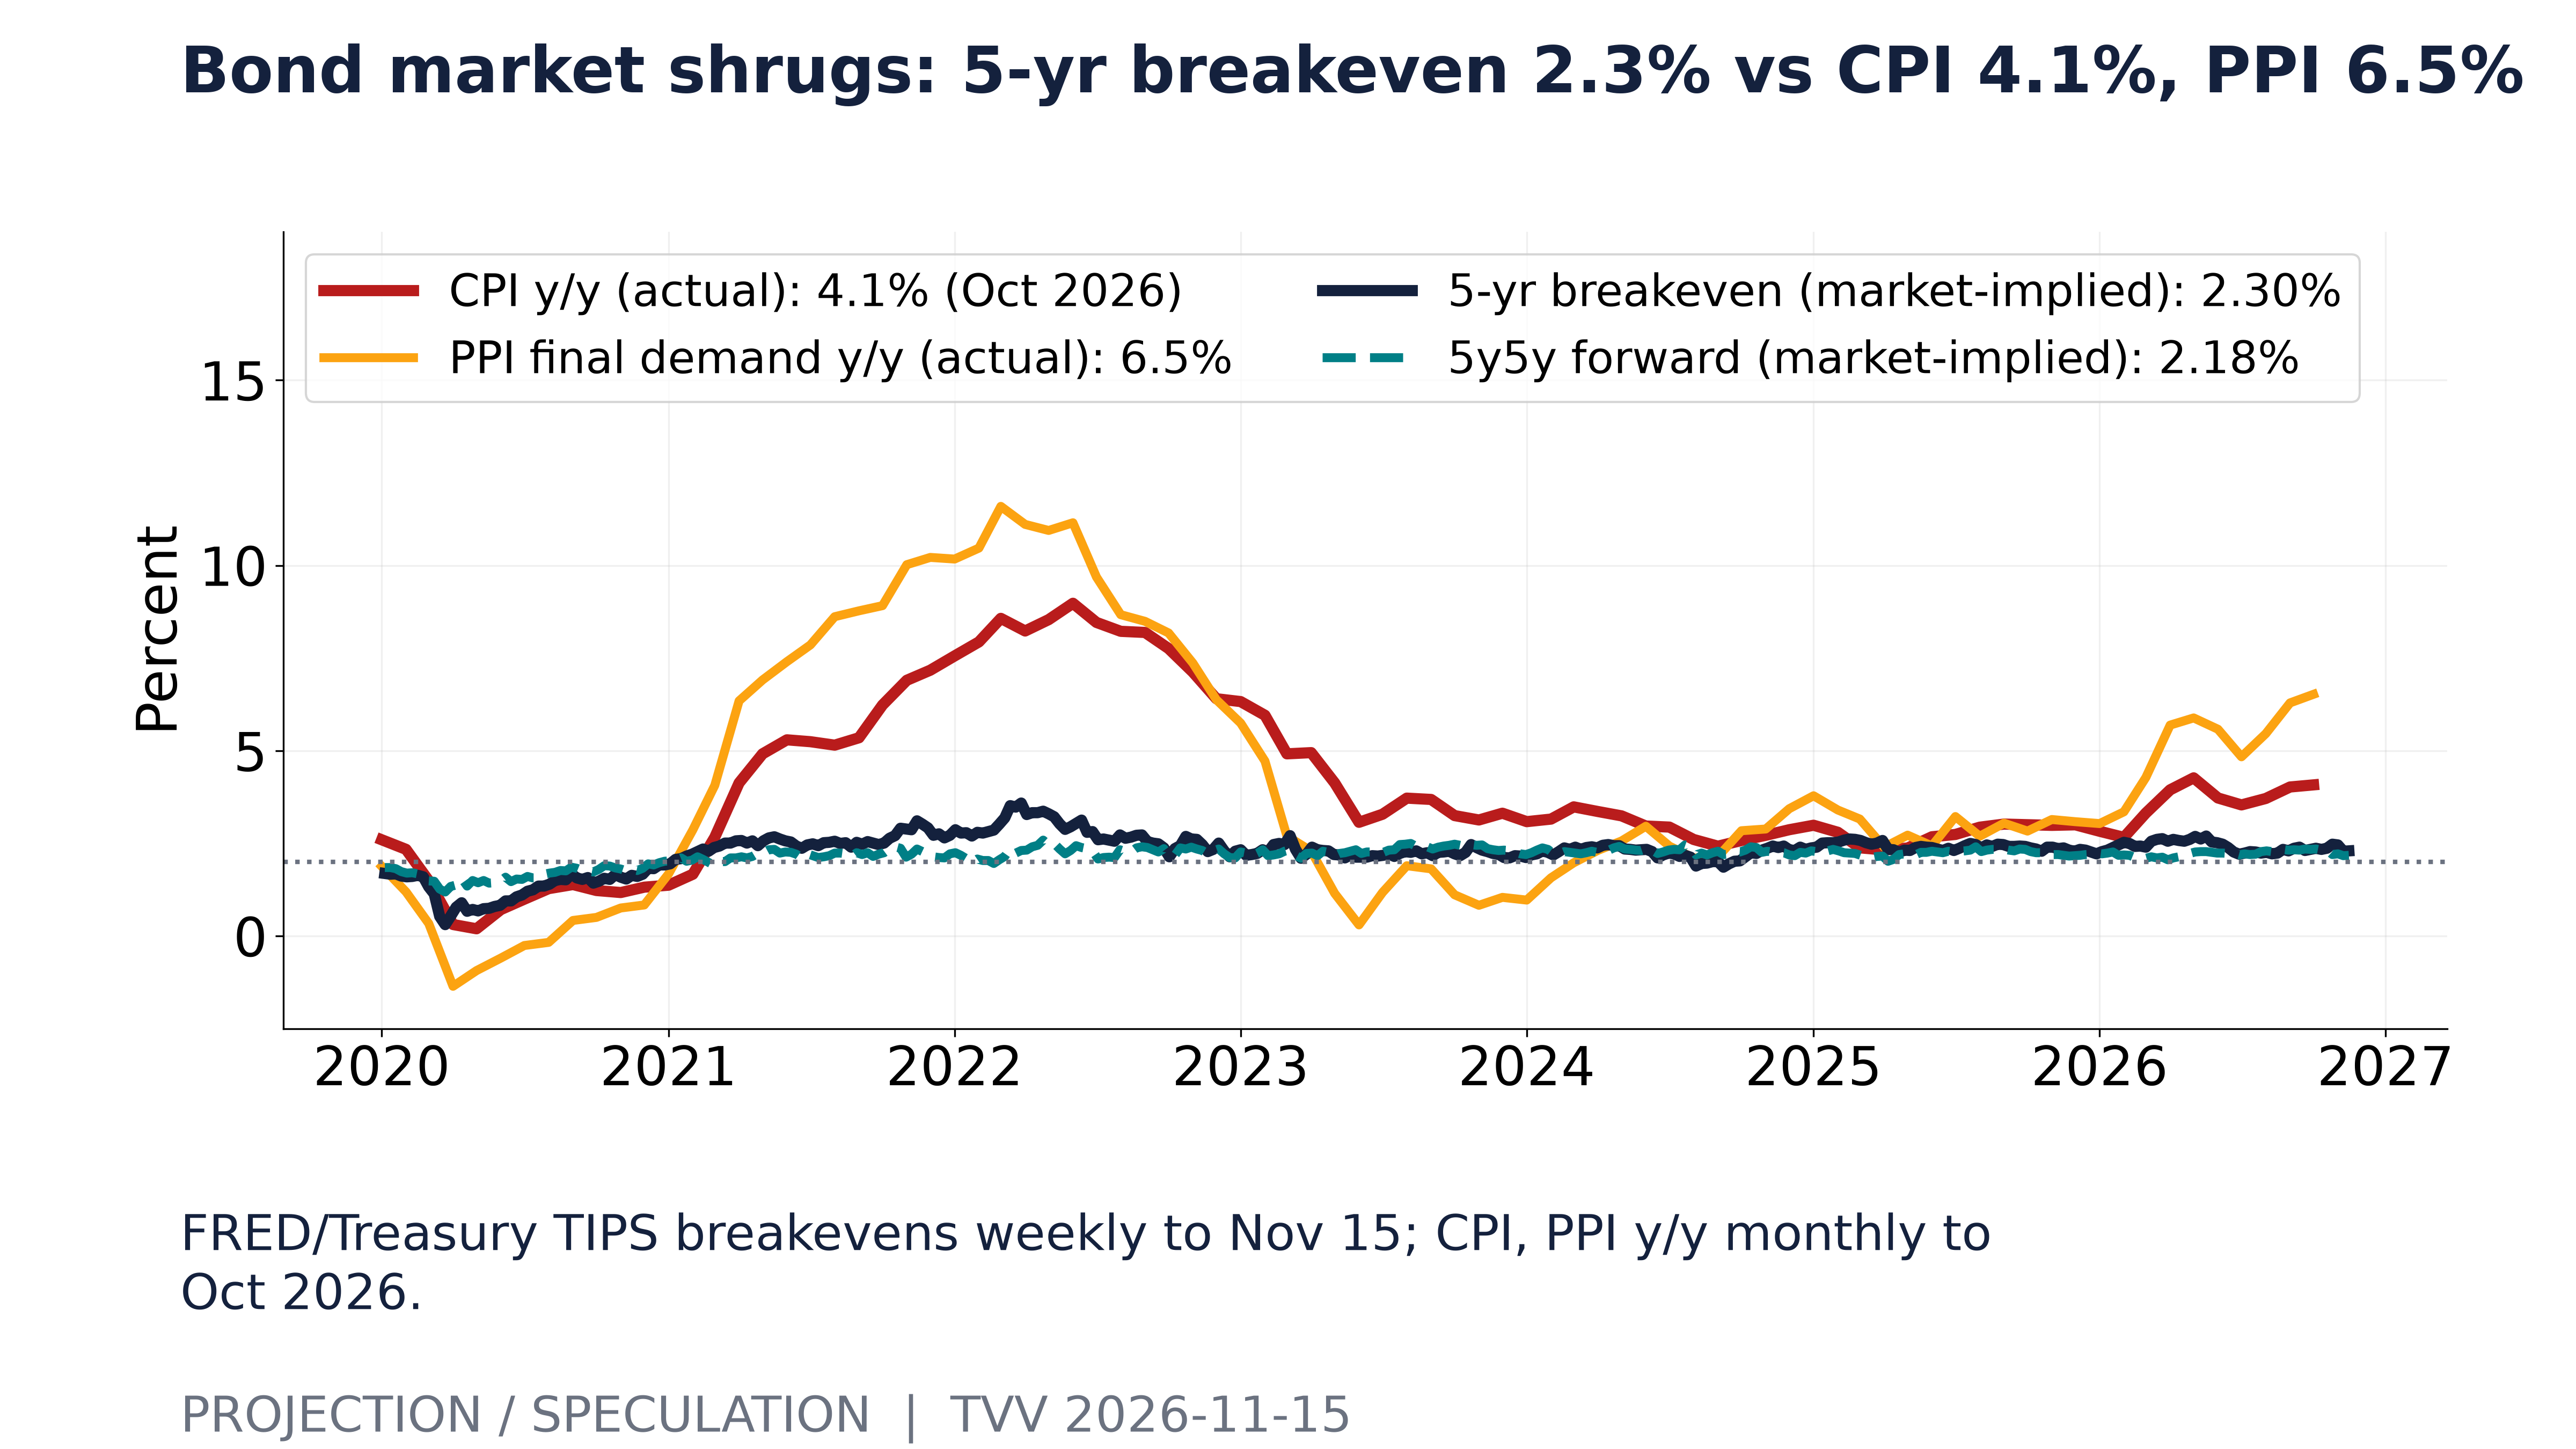 Bond market shrugs: 5-yr breakeven 2.3% vs CPI 4.1%, PPI 6.5%
CPI y/y (actual): 4.1% (Oct 2026)
PPI final demand y/y (actual): 6.5%
5-yr breakeven (market-implied): 2.30%
5y5y forward (market-implied): 2.18%
Percent
15
10
5
0
2020 2021 2022 2023 2024 2025 2026 2027
FRED/Treasury TIPS breakevens weekly to Nov 15; CPI, PPI y/y monthly to
Oct 2026.
PROJECTION / SPECULATION | TVV 2026-11-15